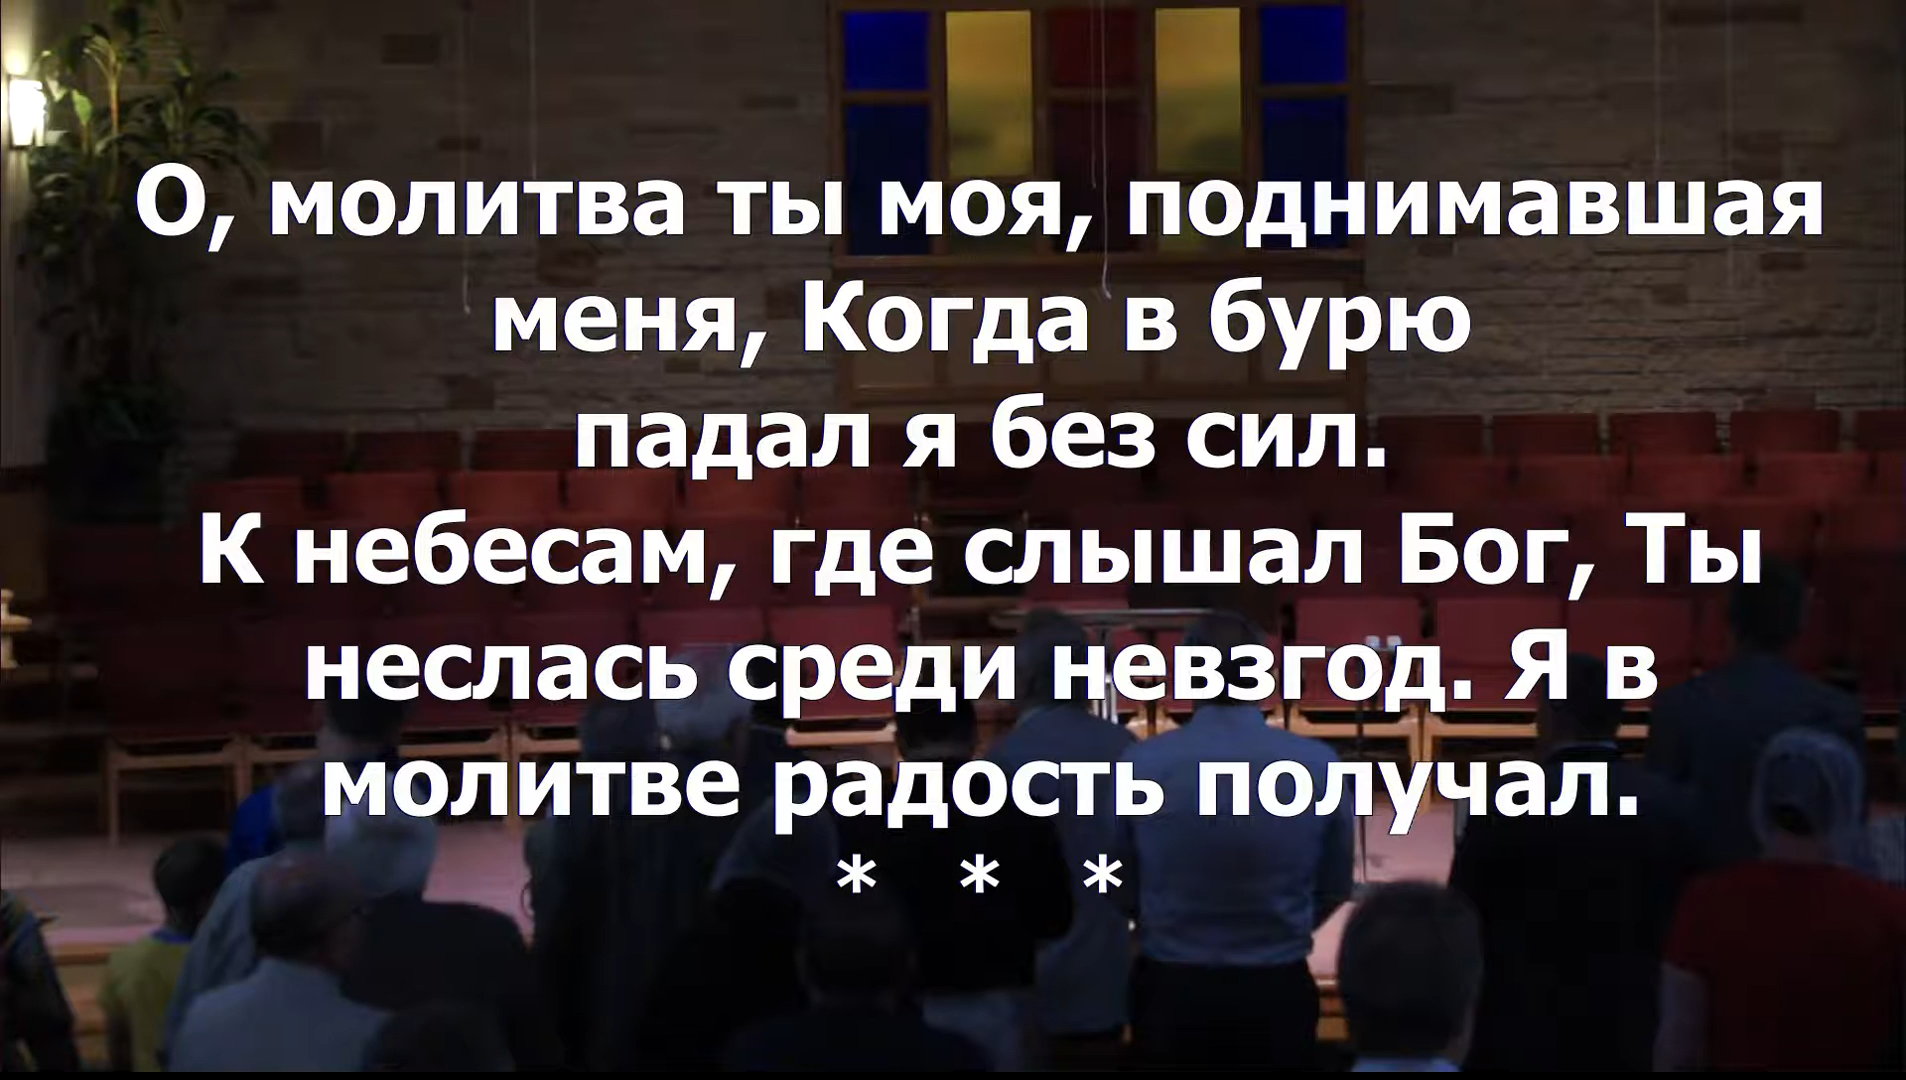 О, молитва ты моя, поднимавшая
меня, Когда в бурю
падал я без сил.
К небесам, где слышал Бог, Ты
неслась среди невзгод. Я в
молитве радость получал.
* * *